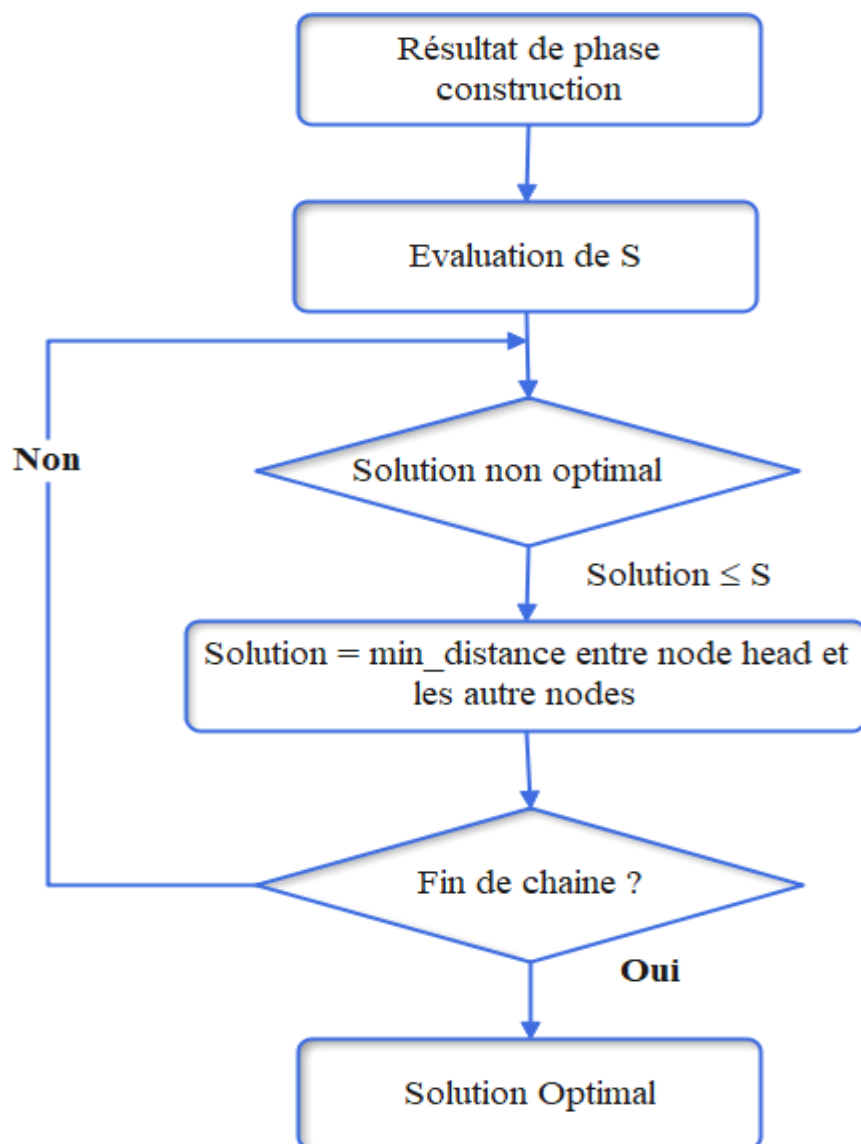 Résultat de phase
construction
Evaluation de S
Non
Solution non optimal
Solution ≤ S
Solution = min_distance entre node head et
les autre nodes
Fin de chaine ?
Oui
Solution Optimal